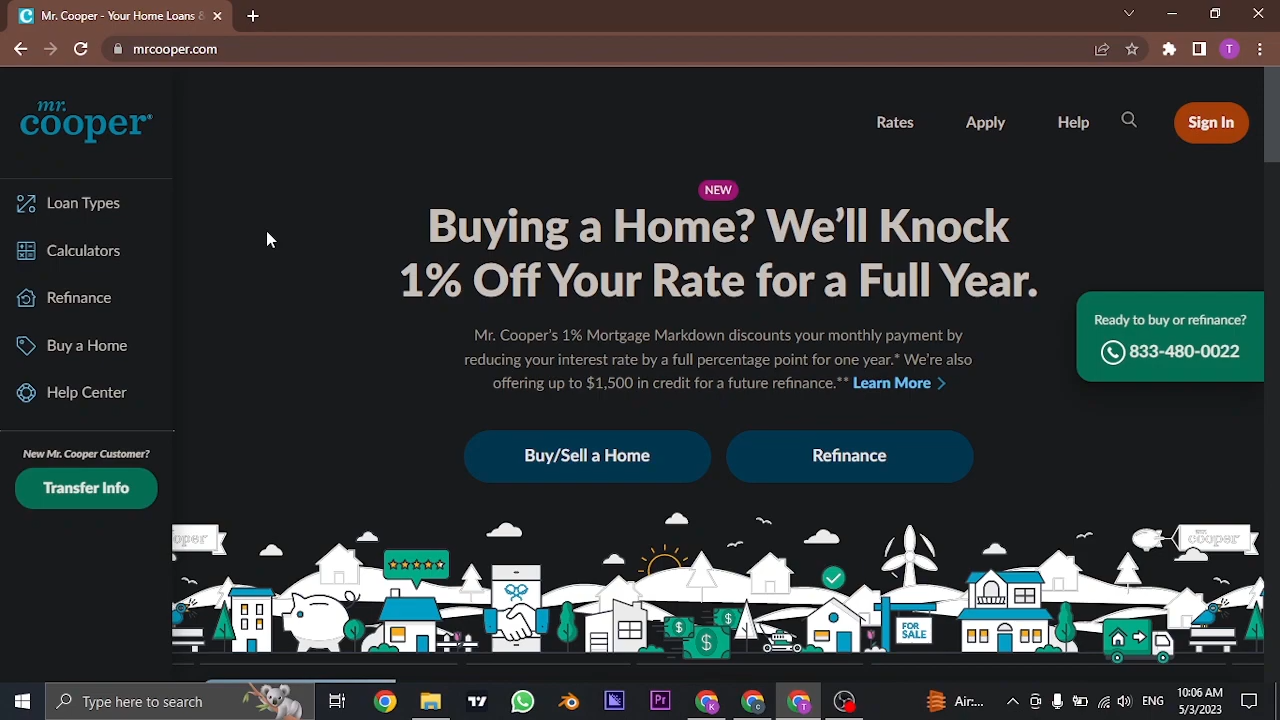 Mr. Cooper - Your Home Loans &
mrcooper.com
T
mr.
cooper®
Rates
Apply
Help
Sign In
Loan Types
Calculators
Refinance
Buy a Home
Help Center
New Mr. Cooper Customer?
Transfer Info
NEW
Buying a Home? We’ll Knock
1% Off Your Rate for a Full Year.
Mr. Cooper's 1% Mortgage Markdown discounts your monthly payment by
reducing your interest rate by a full percentage point for one year.* We're also
offering up to $1,500 in credit for a future refinance.** Learn More >
Ready to buy or refinance?
833-480-0022
Buy/Sell a Home
Refinance
oper
cooper
$
$
$
FOR
SALE
Type here to search
Pr
K
C
T
Air...
ENG
10:06 AM
5/3/2023